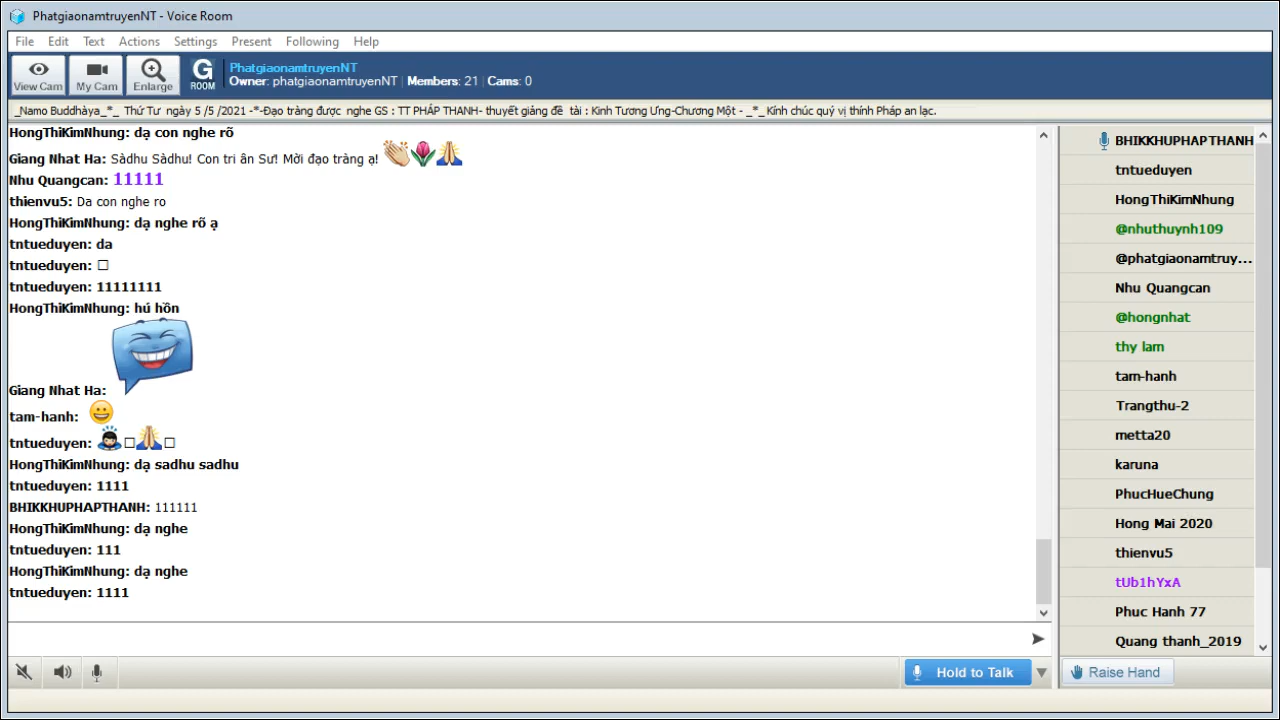 PhatgiaonamtruyenNT - Voice Room
File Edit Text Actions Settings Present Following Help
View Cam
My Cam
Enlarge
G
ROOM
PhatgiaonamtruyenNT
Owner: phatgiaonamtruyenNT | Members: 21 | Cams: 0
_Namo Buddhàya_*_ Thứ Tư ngày 5 /5 /2021 -*-Đạo tràng được nghe GS : TT PHÁP THANH- thuyết giảng đề tài : Kinh Tương Ưng-Chương Một - _*_ Kính chúc quý vị thính Pháp an lạc.
HongThiKimNhung: dạ con nghe rõ
Giang Nhat Ha: Sàdhu Sàdhu! Con tri ân Sư! Mời đạo tràng ạ! 👏🌷🙏
Nhu Quangcan: 11111
thienvu5: Da con nghe ro
HongThiKimNhung: dạ nghe rõ ạ
tntueduyen: da
tntueduyen: □
tntueduyen: 11111111
HongThiKimNhung: hú hồn
Giang Nhat Ha:
tam-hanh: 😀
tntueduyen: 🙇□🙏□
HongThiKimNhung: dạ sadhu sadhu
tntueduyen: 1111
BHIKKHUPHAPTHANH: 111111
HongThiKimNhung: dạ nghe
tntueduyen: 111
HongThiKimNhung: dạ nghe
tntueduyen: 1111
Hold to Talk
BHIKKHUPHAPTHANH
tntueduyen
HongThiKimNhung
@nhuthuynh109
@phatgiaonamtruy...
Nhu Quangcan
@hongnhat
thy lam
tam-hanh
Trangthu-2
metta20
karuna
PhucHueChung
Hong Mai 2020
thienvu5
tUb1hYxA
Phuc Hanh 77
Quang thanh_2019
Raise Hand